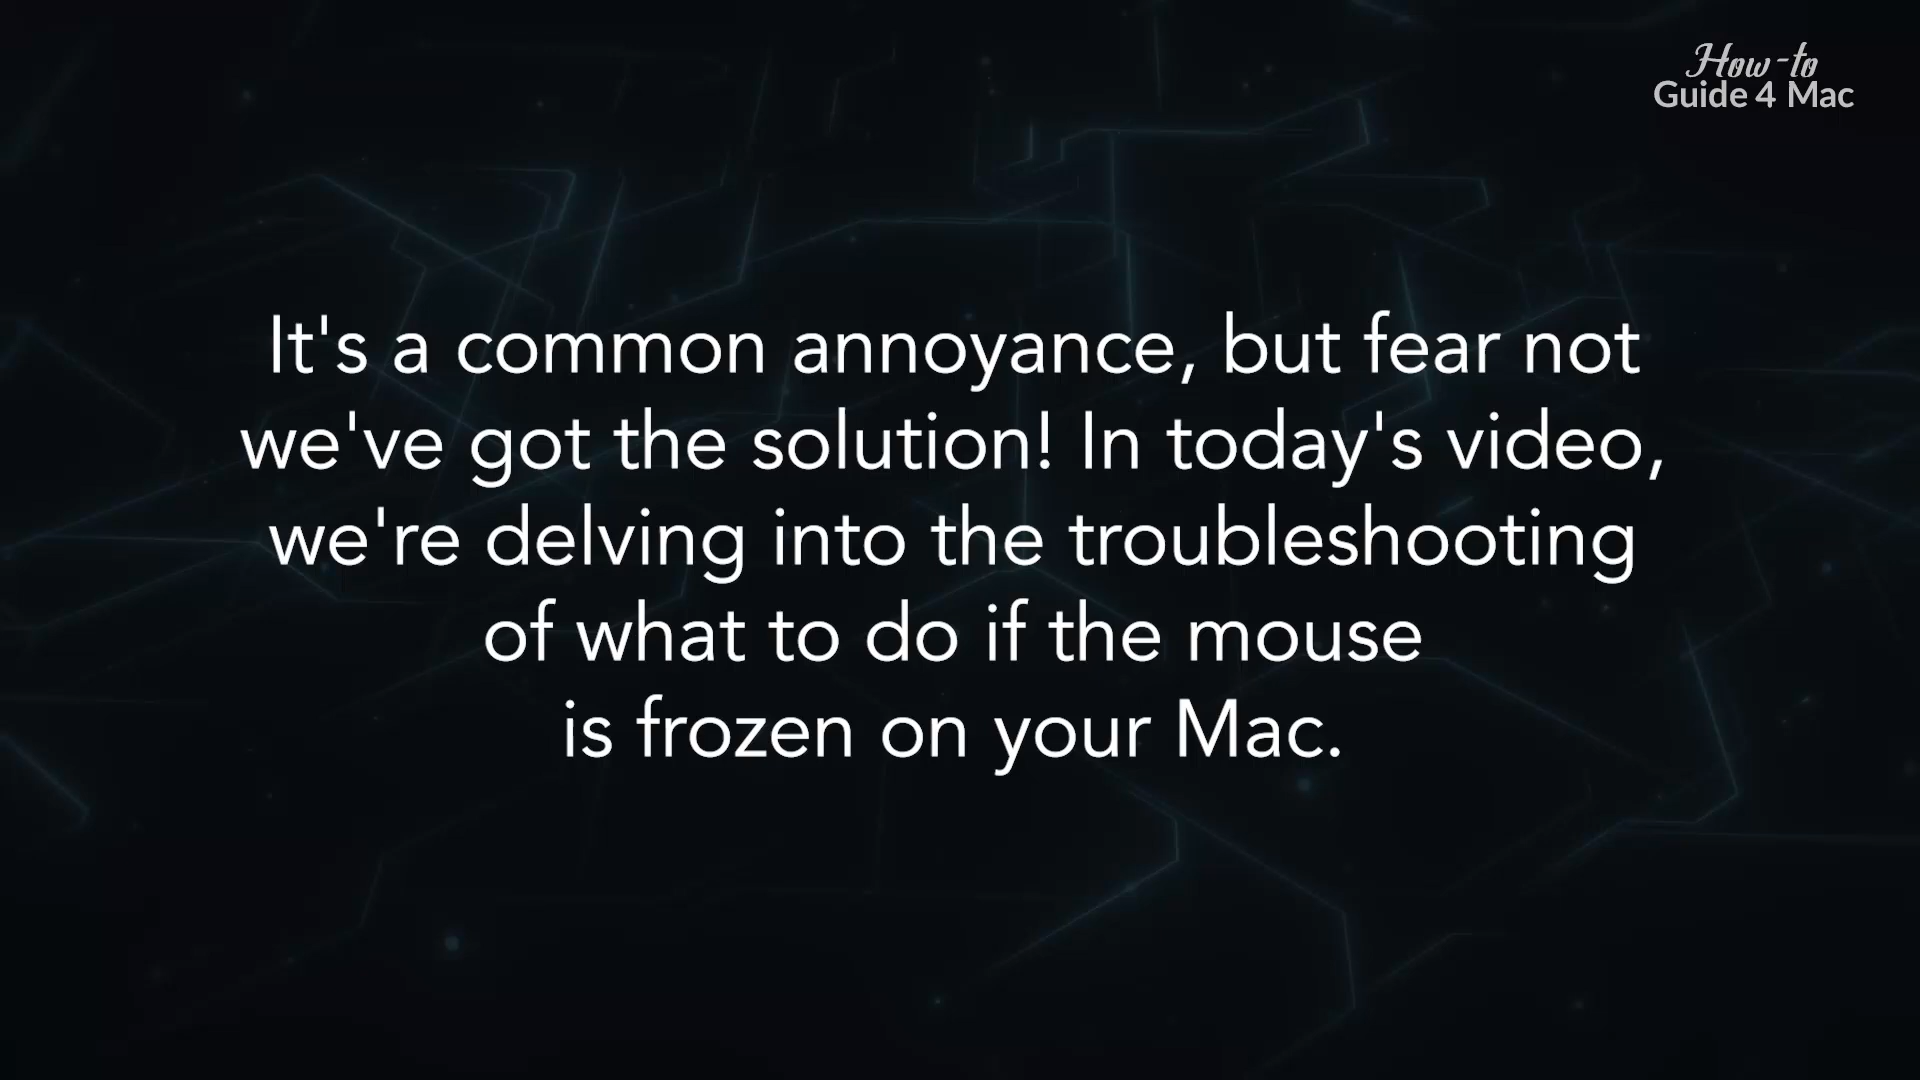 How-to
Guide 4 Mac
It's a common annoyance, but fear not
we've got the solution! In today's video,
we're delving into the troubleshooting
of what to do if the mouse
is frozen on your Mac.